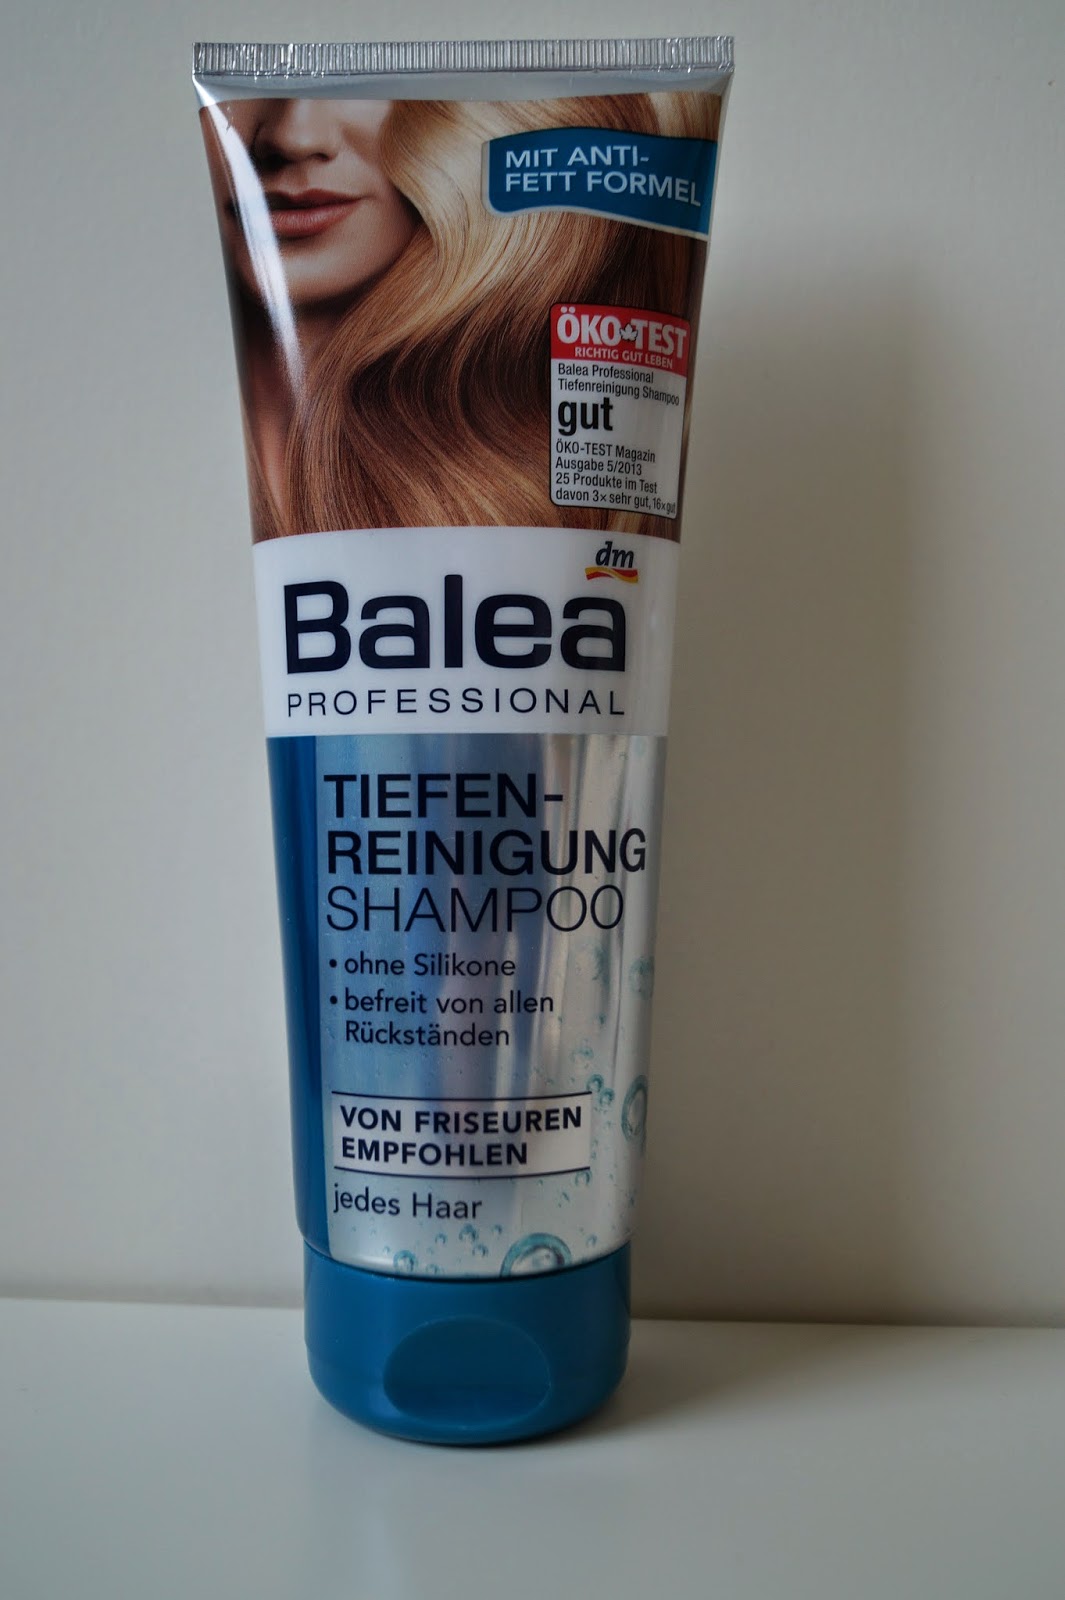 MIT ANTI-
FETT FORMEL
ÖKO TEST
RICHTIG GUT LEBEN
Balea Professional
Tiefenreinigung Shampoo
gut
ÖKO-TEST Magazin
Ausgabe 5/2013
25 Produkte im Test
davon 3x sehr gut, 16x gut
dm
Balea
PROFESSIONAL
TIEFEN-
REINIGUNG
SHAMPOO
• ohne Silikone
• befreit von allen
Rückständen
VON FRISEUREN
EMPFOHLEN
jedes Haar